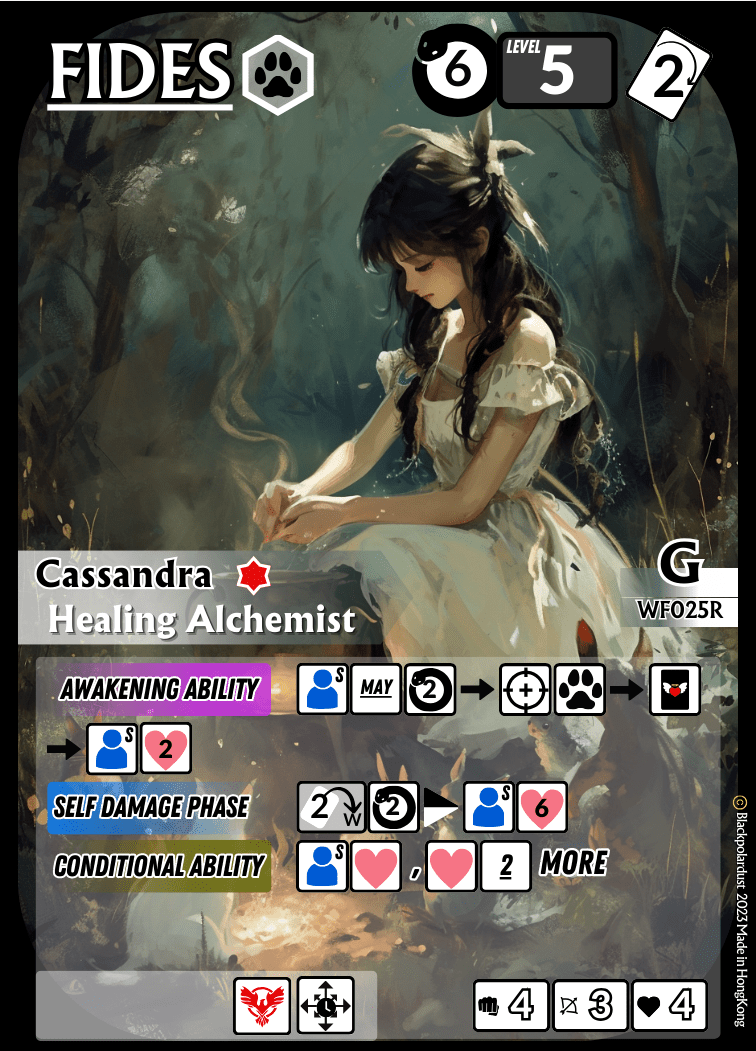 FIDES
6
LEVEL 5
2
Cassandra
Healing Alchemist
G
WF025R
AWAKENING ABILITY S MAY 2
S 2
SELF DAMAGE PHASE 2 W 2 S 6
CONDITIONAL ABILITY S , 2 MORE
4 3 4
© Blackpolardust 2023 Made in HongKong